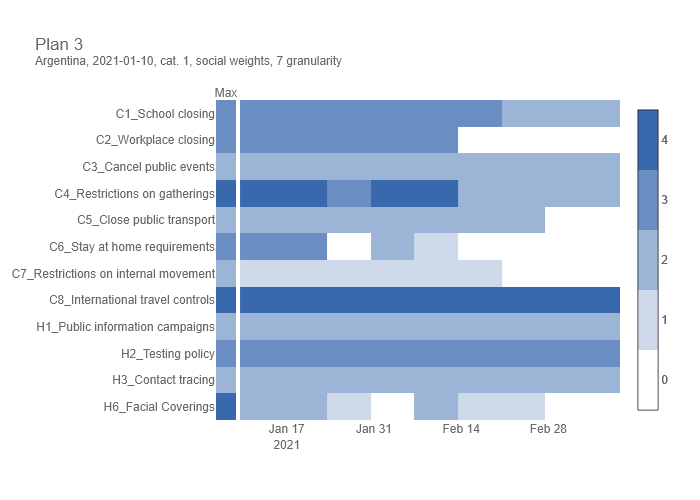 Plan 3
Argentina, 2021-01-10, cat. 1, social weights, 7 granularity
Max
C1_School closing
C2_Workplace closing
C3_Cancel public events
C4_Restrictions on gatherings
C5_Close public transport
C6_Stay at home requirements
C7_Restrictions on internal movement
C8_International travel controls
H1_Public information campaigns
H2_Testing policy
H3_Contact tracing
H6_Facial Coverings
Jan 17 Jan 31 Feb 14 Feb 28
2021
4
3
2
1
0